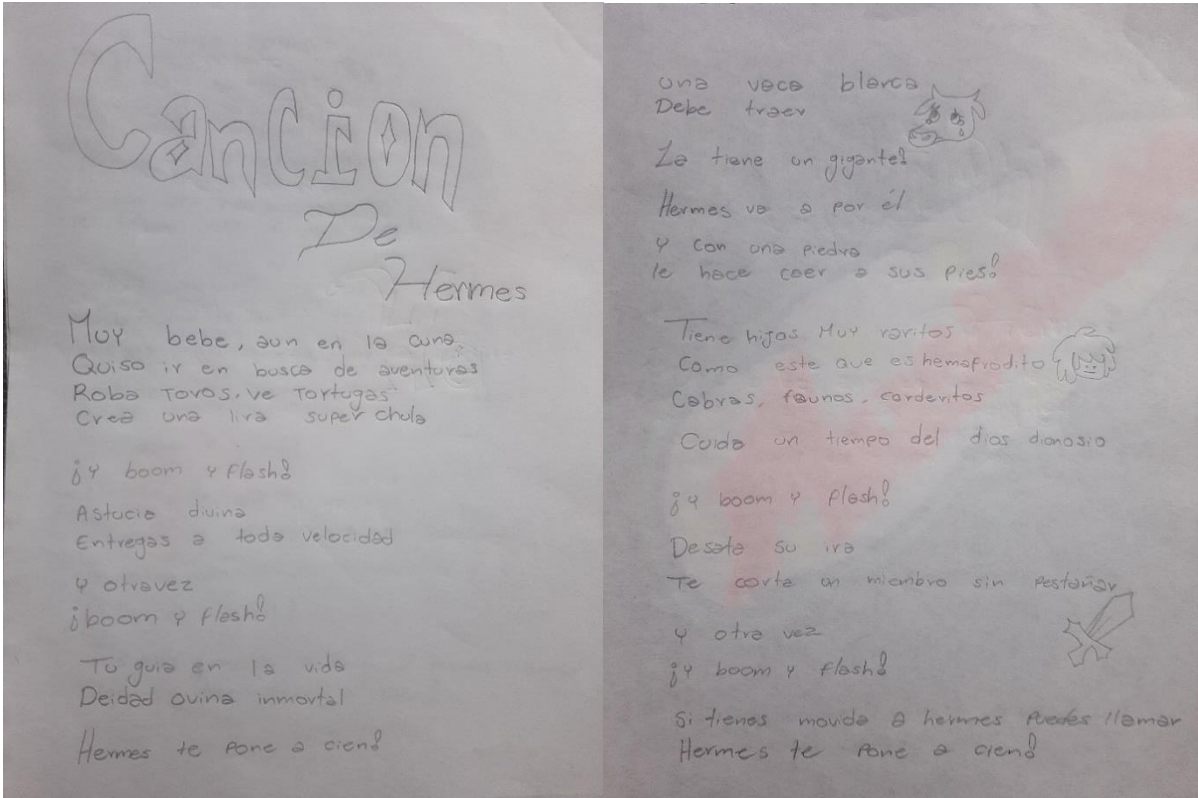 Cancion
De
Hermes
Muy bebe, aun en la cuna.
Quiso ir en busca de aventuras
Roba Toros. ve Tortugas
Crea una lira super chula
¡Y boom y flash!
Astucia divina
Entregas a toda velocidad
Y otravez
¡boom y flash!
Tu guia en la vida
Deidad ovina inmortal
Hermes te pone a cien!
una vaca blanca
Debe traer
La tiene un gigante!
Hermes va a por él
Y con una piedra
le hace caer a sus pies!
Tiene hijos Muy raritos
Como este que es hemafrodito
Cabras, faunos, corderitos
Cuida un tiempo del dios dionosio
¡Y boom y flash!
Desata su ira
Te corta un miembro sin pestañar
Y otra vez
¡Y boom y flash!
Si tienes movida a hermes puedes llamar
Hermes te pone a cien!